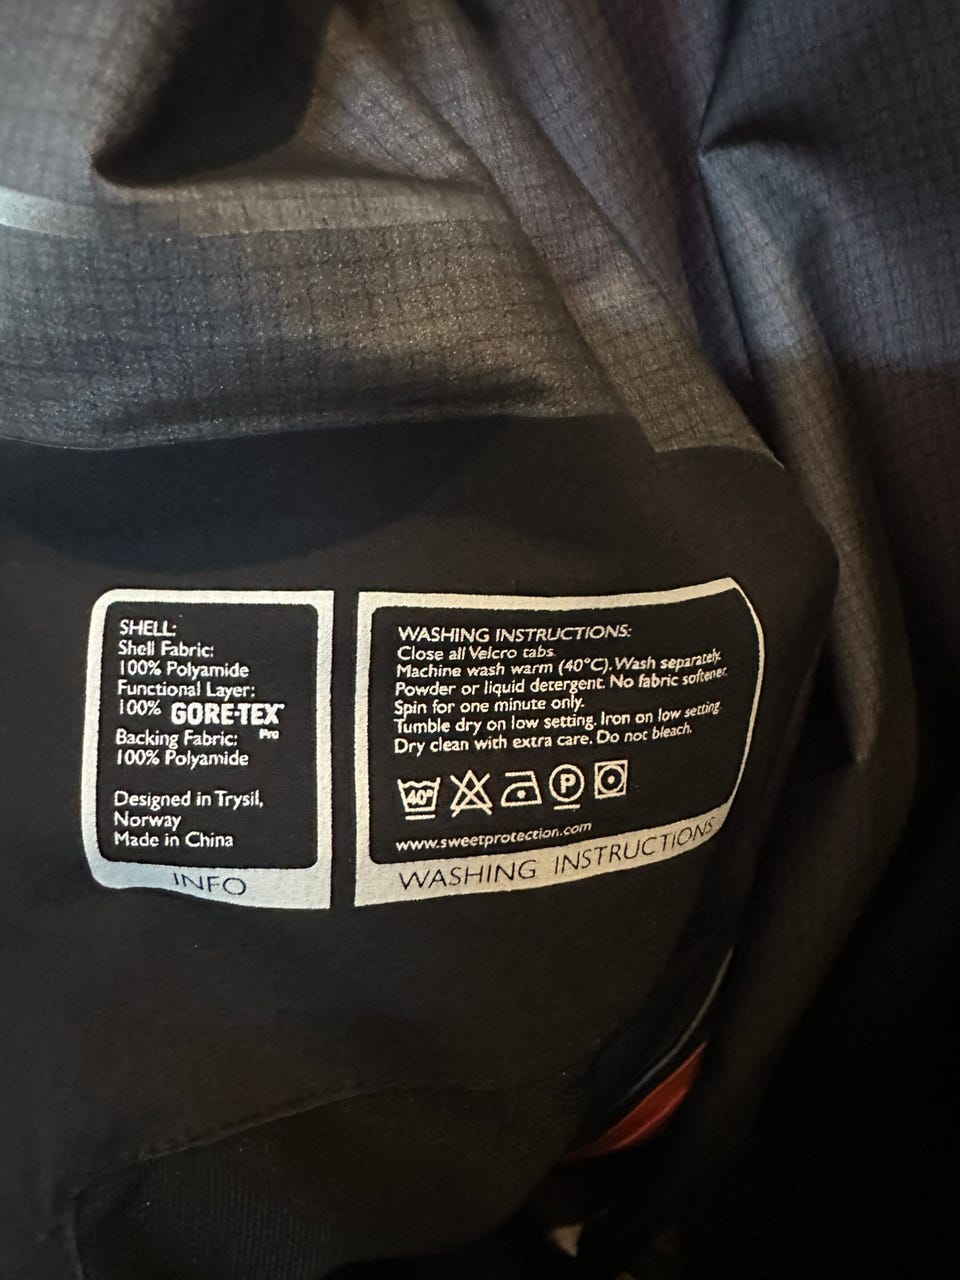 SHELL:
Shell Fabric:
100% Polyamide
Functional Layer:
100% GORE-TEX
Pro
Backing Fabric:
100% Polyamide
Designed in Trysil,
Norway
Made in China
INFO
WASHING INSTRUCTIONS:
Close all Velcro tabs.
Machine wash warm (40°C). Wash separately.
Powder or liquid detergent. No fabric softener.
Spin for one minute only.
Tumble dry on low setting. Iron on low setting.
Dry clean with extra care. Do not bleach.
40° P
www.sweetprotection.com
WASHING INSTRUCTIONS